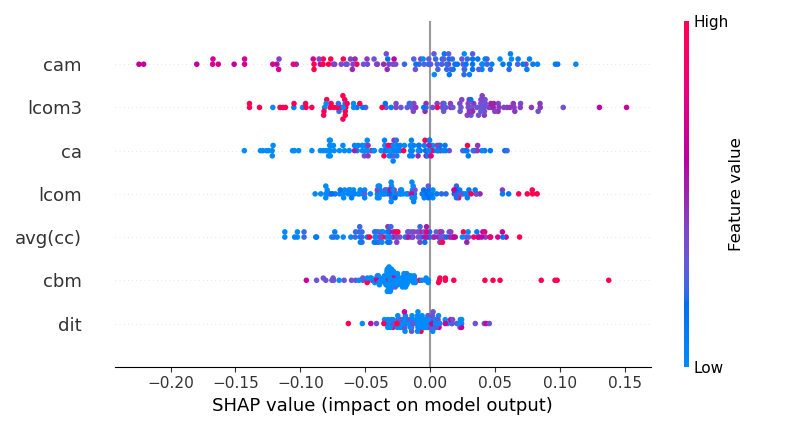 High
cam
lcom3
ca
lcom
avg(cc)
cbm
dit
Feature value
Low
−0.20 −0.15 −0.10 −0.05 0.00 0.05 0.10 0.15
SHAP value (impact on model output)